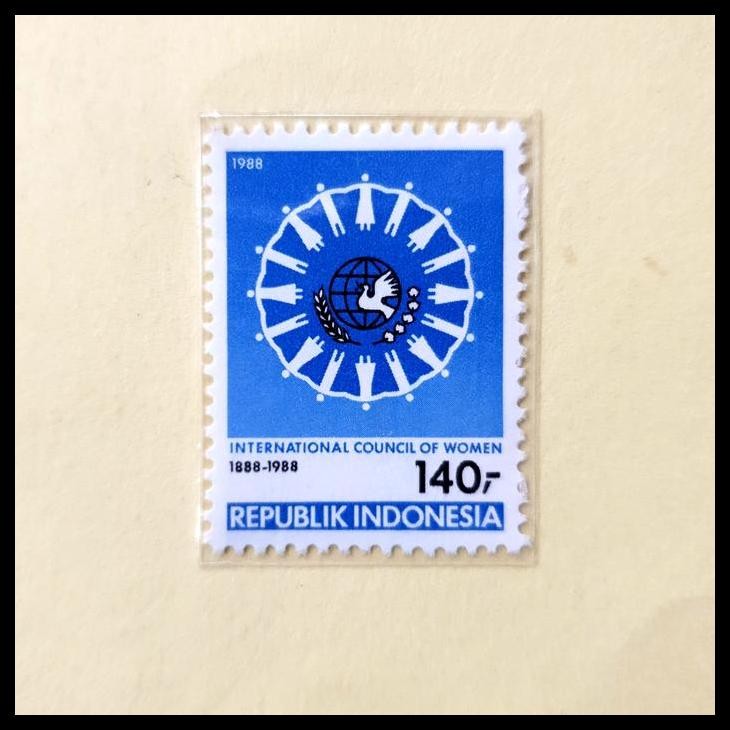 1988
INTERNATIONAL COUNCIL OF WOMEN
1888-1988
140,-
REPUBLIK INDONESIA